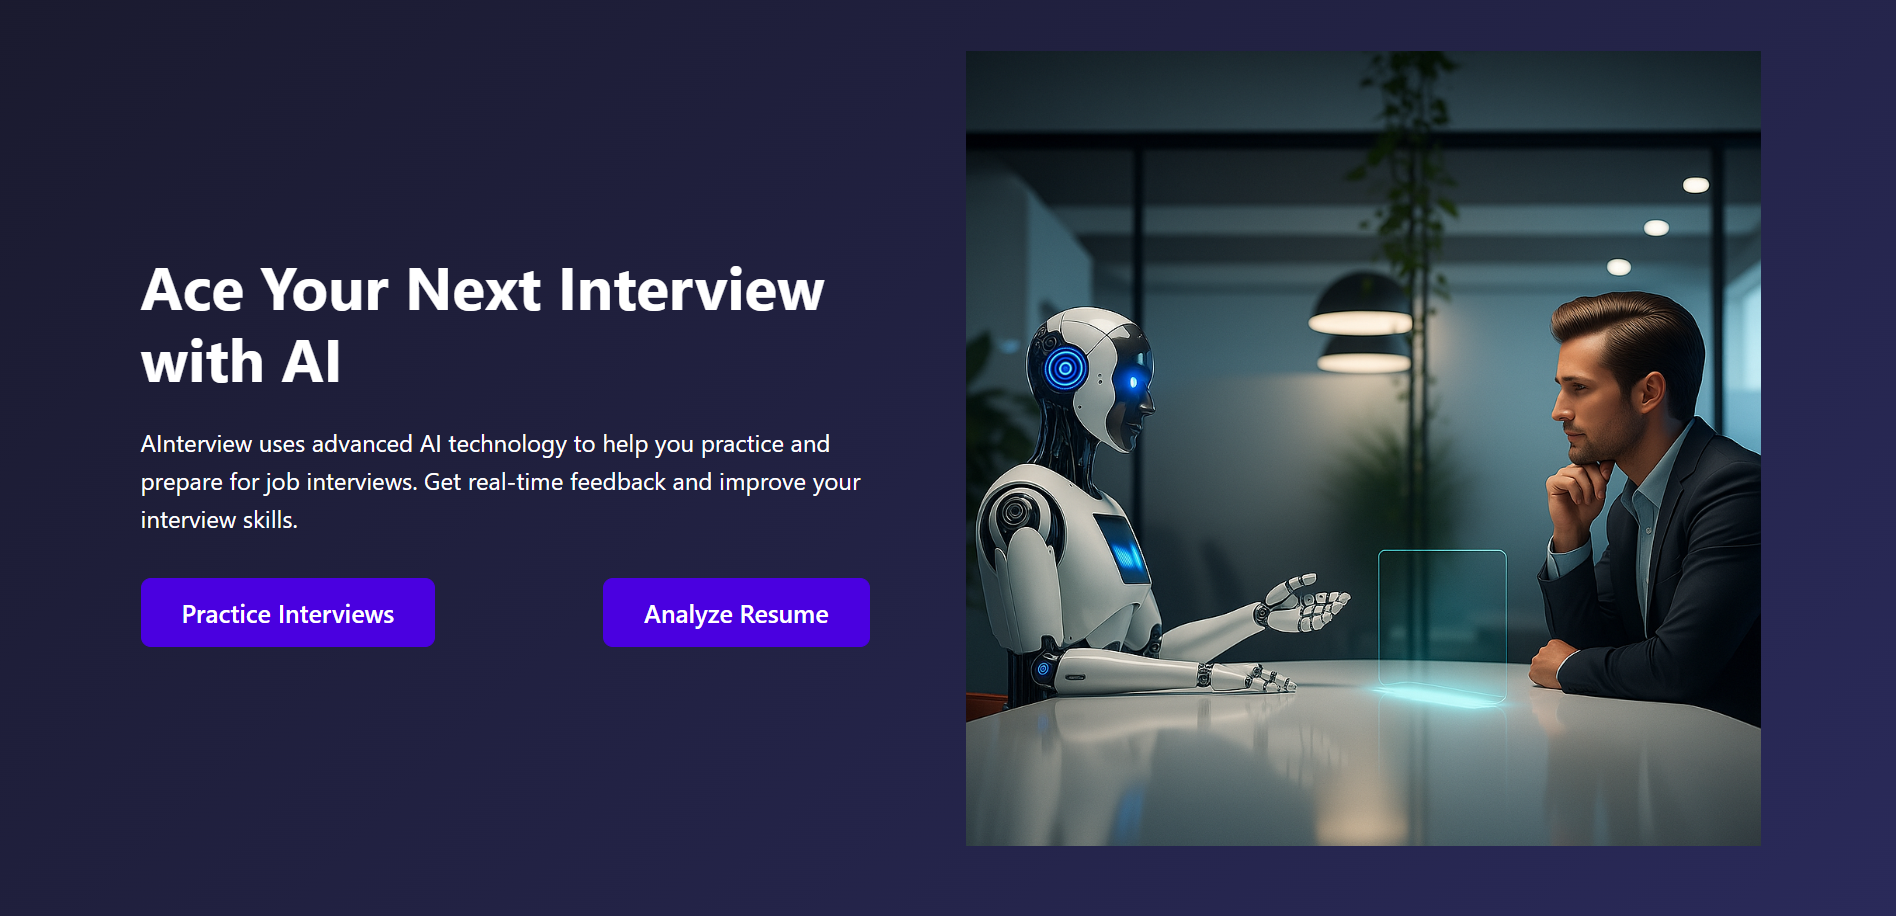 Ace Your Next Interview
with AI
AInterview uses advanced AI technology to help you practice and
prepare for job interviews. Get real-time feedback and improve your
interview skills.
Practice Interviews
Analyze Resume